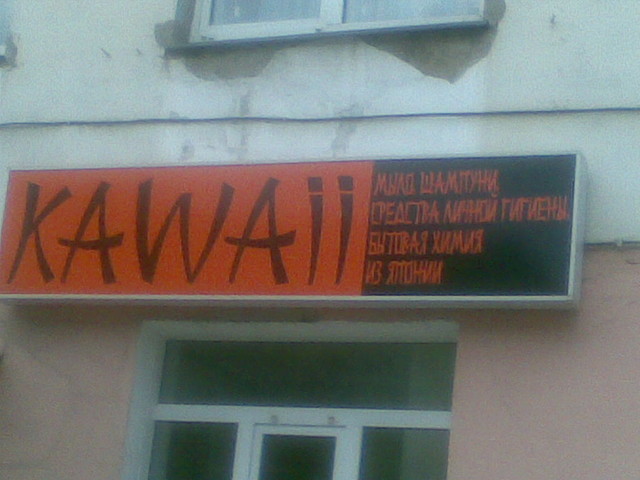 KAWAii
МЫЛО, ШАМПУНИ,
СРЕДСТВА ЛИЧНОЙ ГИГИЕНЫ,
БЫТОВАЯ ХИМИЯ
ИЗ ЯПОНИИ